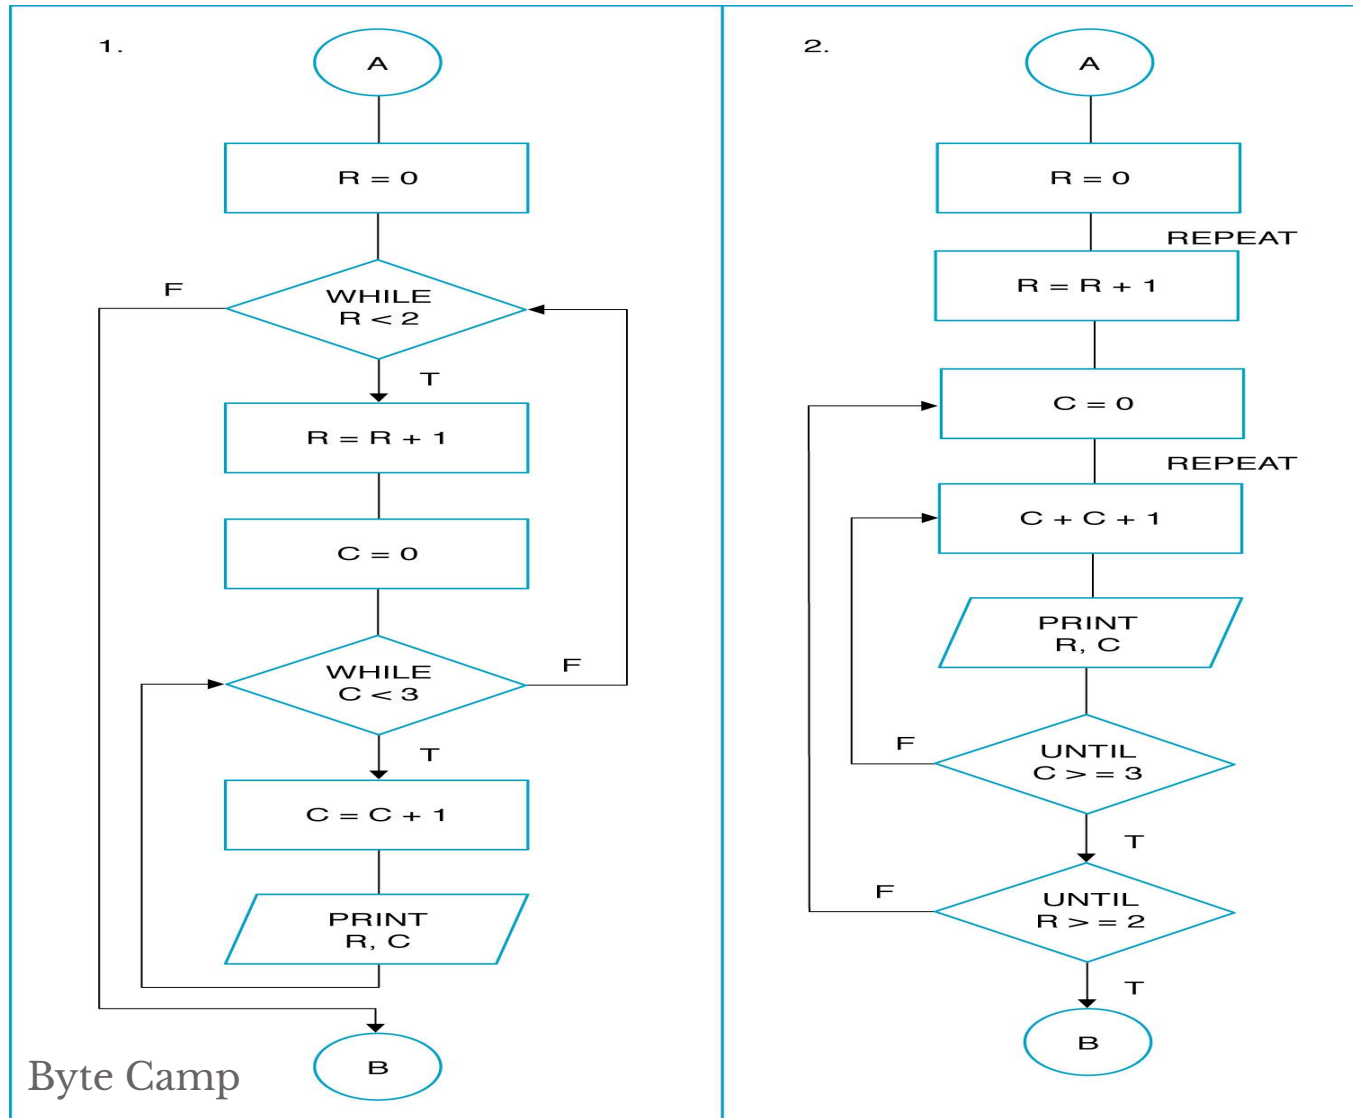 1.
A
R = 0
WHILE
R < 2
F
T
R = R + 1
C = 0
WHILE
C < 3
F
T
C = C + 1
PRINT
R, C
B
Byte Camp
2.
A
R = 0
REPEAT
R = R + 1
C = 0
REPEAT
C + C + 1
PRINT
R, C
F
UNTIL
C > = 3
T
F
UNTIL
R > = 2
T
B